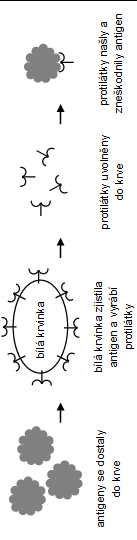 antigeny se dostaly
do krve
bílá krvinka
bílá krvinka zjistila
antigen a vyrábí
protilátky
protilátky uvolněny
do krve
protilátky našly a
zneškodnily antigen